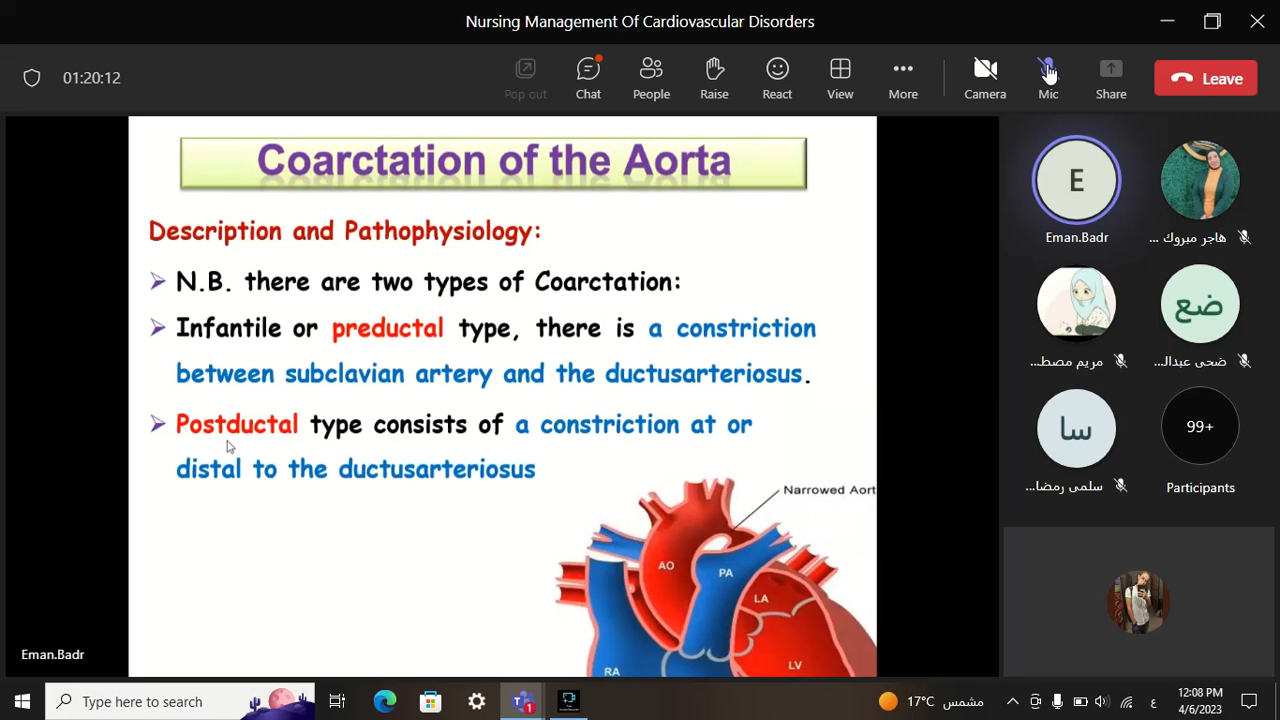 Nursing Management Of Cardiovascular Disorders
01:20:12
Pop out
Chat
People
Raise
React
View
More
Camera
Mic
Share
Leave
Coarctation of the Aorta
Description and Pathophysiology:
N.B. there are two types of Coarctation:
Infantile or preductal type, there is a constriction
between subclavian artery and the ductusarteriosus.
Postductal type consists of a constriction at or
distal to the ductusarteriosus
Narrowed Aort
AO
PA
LA
LV
RA
Eman.Badr
E
Eman.Badr
هاجر مبروك ...
مريم مصط...
ضع
ضحى عبدال...
سا
سلمى رمضا...
99+
Participants
Type here to search
1
17°C مشمس
ع
12:08 PM
4/6/2023